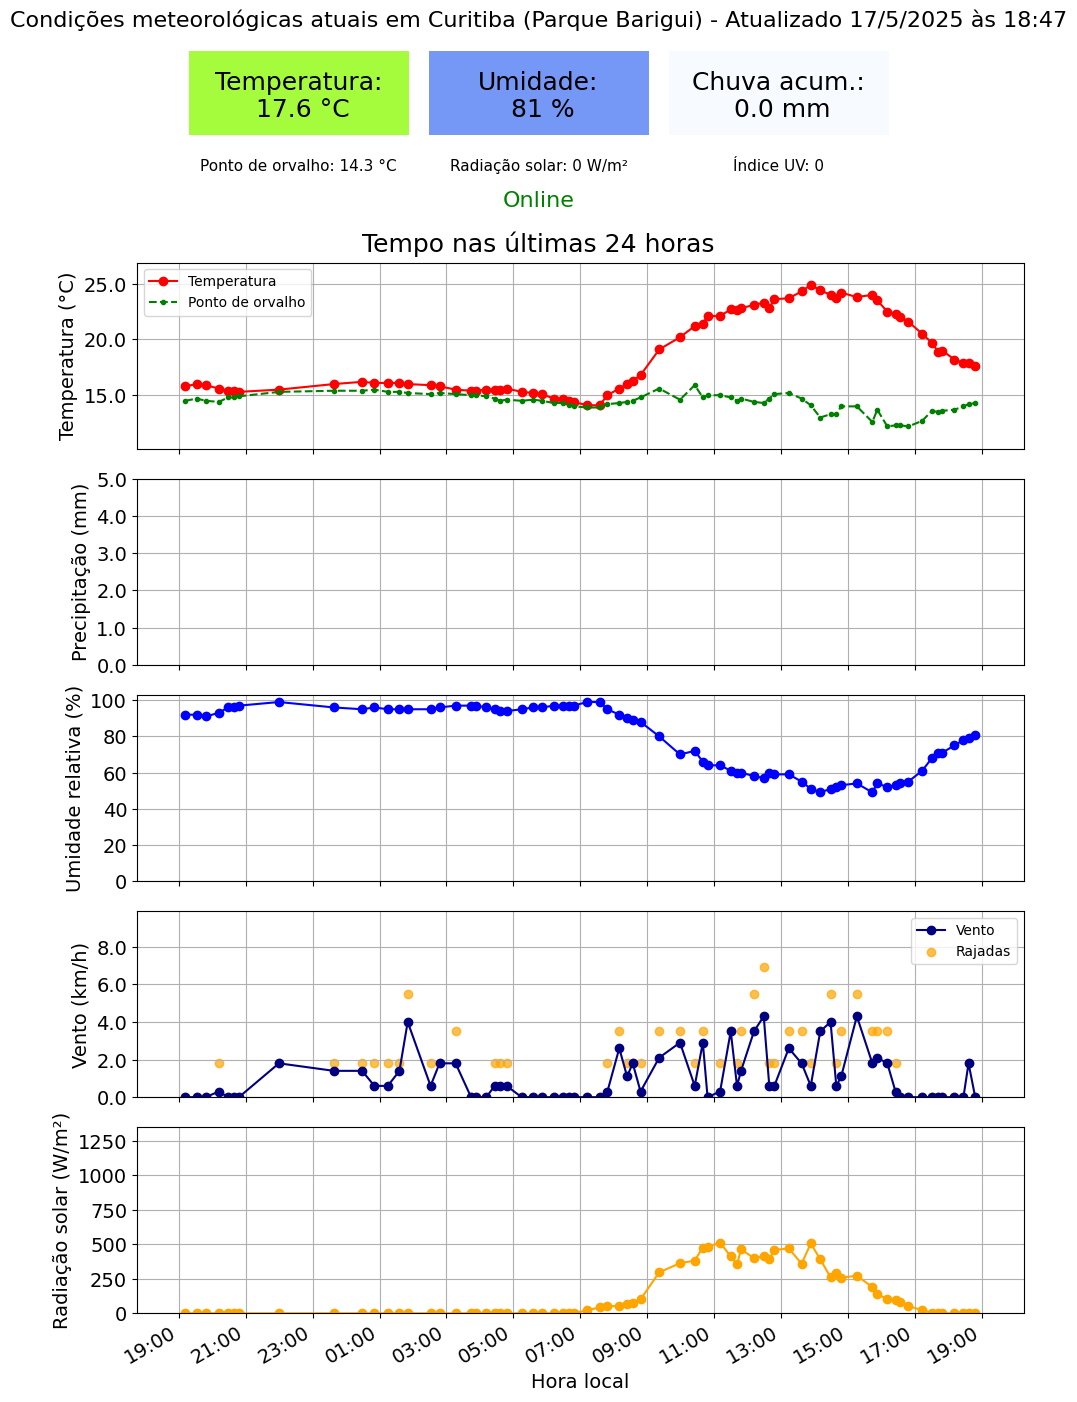 Condições meteorológicas atuais em Curitiba (Parque Barigui) - Atualizado 17/5/2025 às 18:47
Temperatura:
17.6 °C
Umidade:
81 %
Chuva acum.:
0.0 mm
Ponto de orvalho: 14.3 °C
Radiação solar: 0 W/m²
Índice UV: 0
Online
Tempo nas últimas 24 horas
Temperatura (°C)
25.0
20.0
15.0
Temperatura
Ponto de orvalho
Precipitação (mm)
5.0
4.0
3.0
2.0
1.0
0.0
Umidade relativa (%)
100
80
60
40
20
0
Vento (km/h)
8.0
6.0
4.0
2.0
0.0
Vento
Rajadas
Radiação solar (W/m²)
1250
1000
750
500
250
0
19:00
21:00
23:00
01:00
03:00
05:00
07:00
09:00
11:00
13:00
15:00
17:00
19:00
Hora local